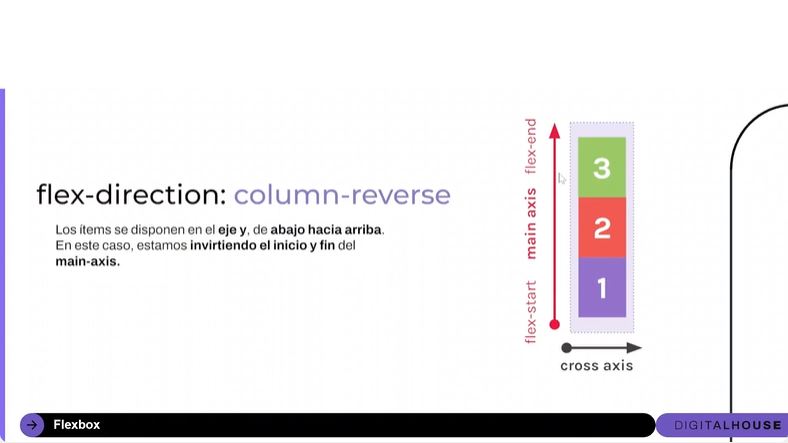 flex-direction: column-reverse
Los ítems se disponen en el eje y, de abajo hacia arriba.
En este caso, estamos invirtiendo el inicio y fin del
main-axis.
flex-start main axis flex-end
3
2
1
cross axis
Flexbox
DIGITALHOUSE